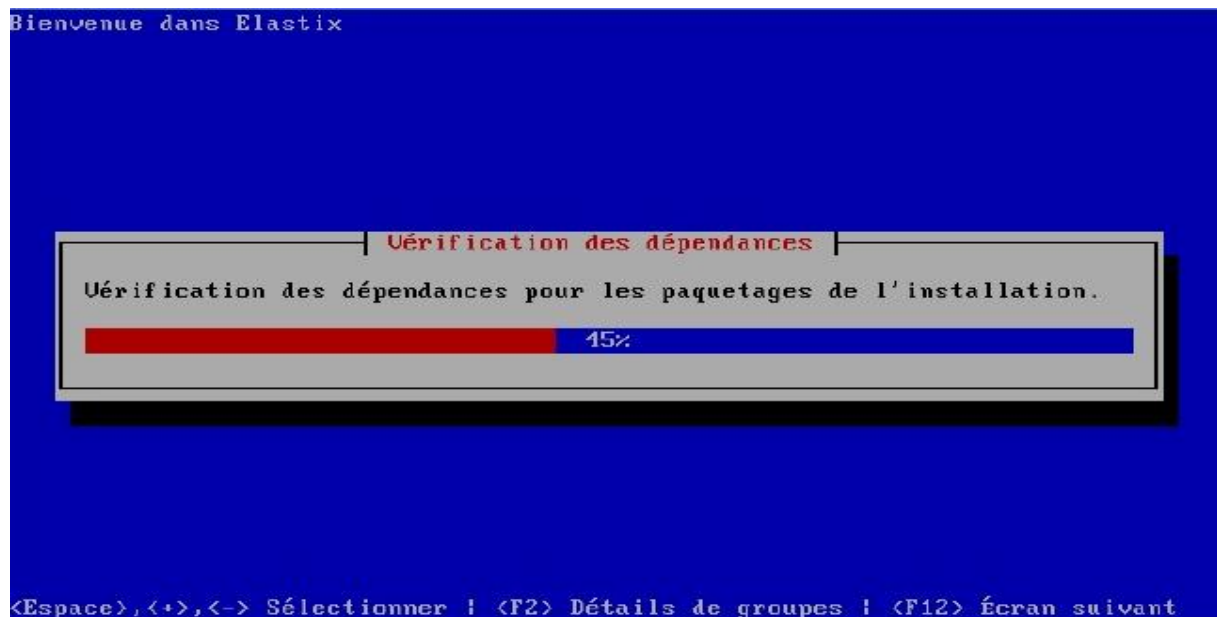 Bienvenue dans Elastix
Vérification des dépendances
Vérification des dépendances pour les paquetages de l'installation.
45%
<Espace>,<+>,<-> Sélectionner | <F2> Détails de groupes | <F12> Écran suivant